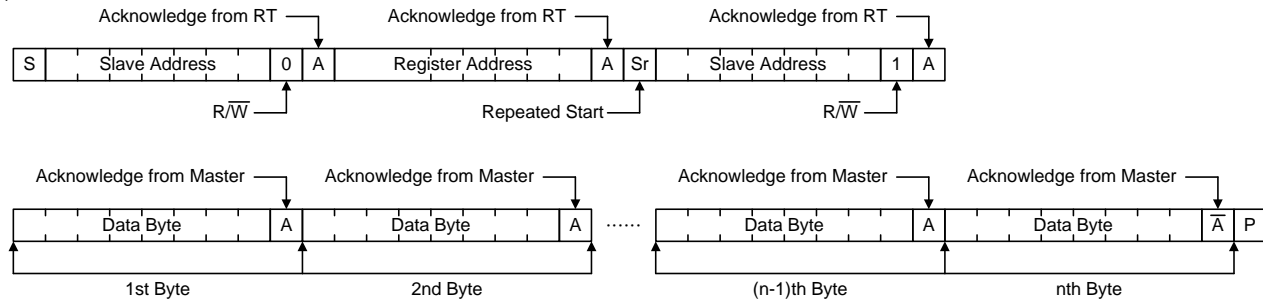 Acknowledge from RT Acknowledge from RT Acknowledge from RT
S Slave Address 0 A Register Address A Sr Slave Address 1 A
R/W̅ Repeated Start R/W̅
Acknowledge from Master Acknowledge from Master Acknowledge from Master Acknowledge from Master
Data Byte A Data Byte A ...... Data Byte A Data Byte A̅ P
1st Byte 2nd Byte (n-1)th Byte nth Byte